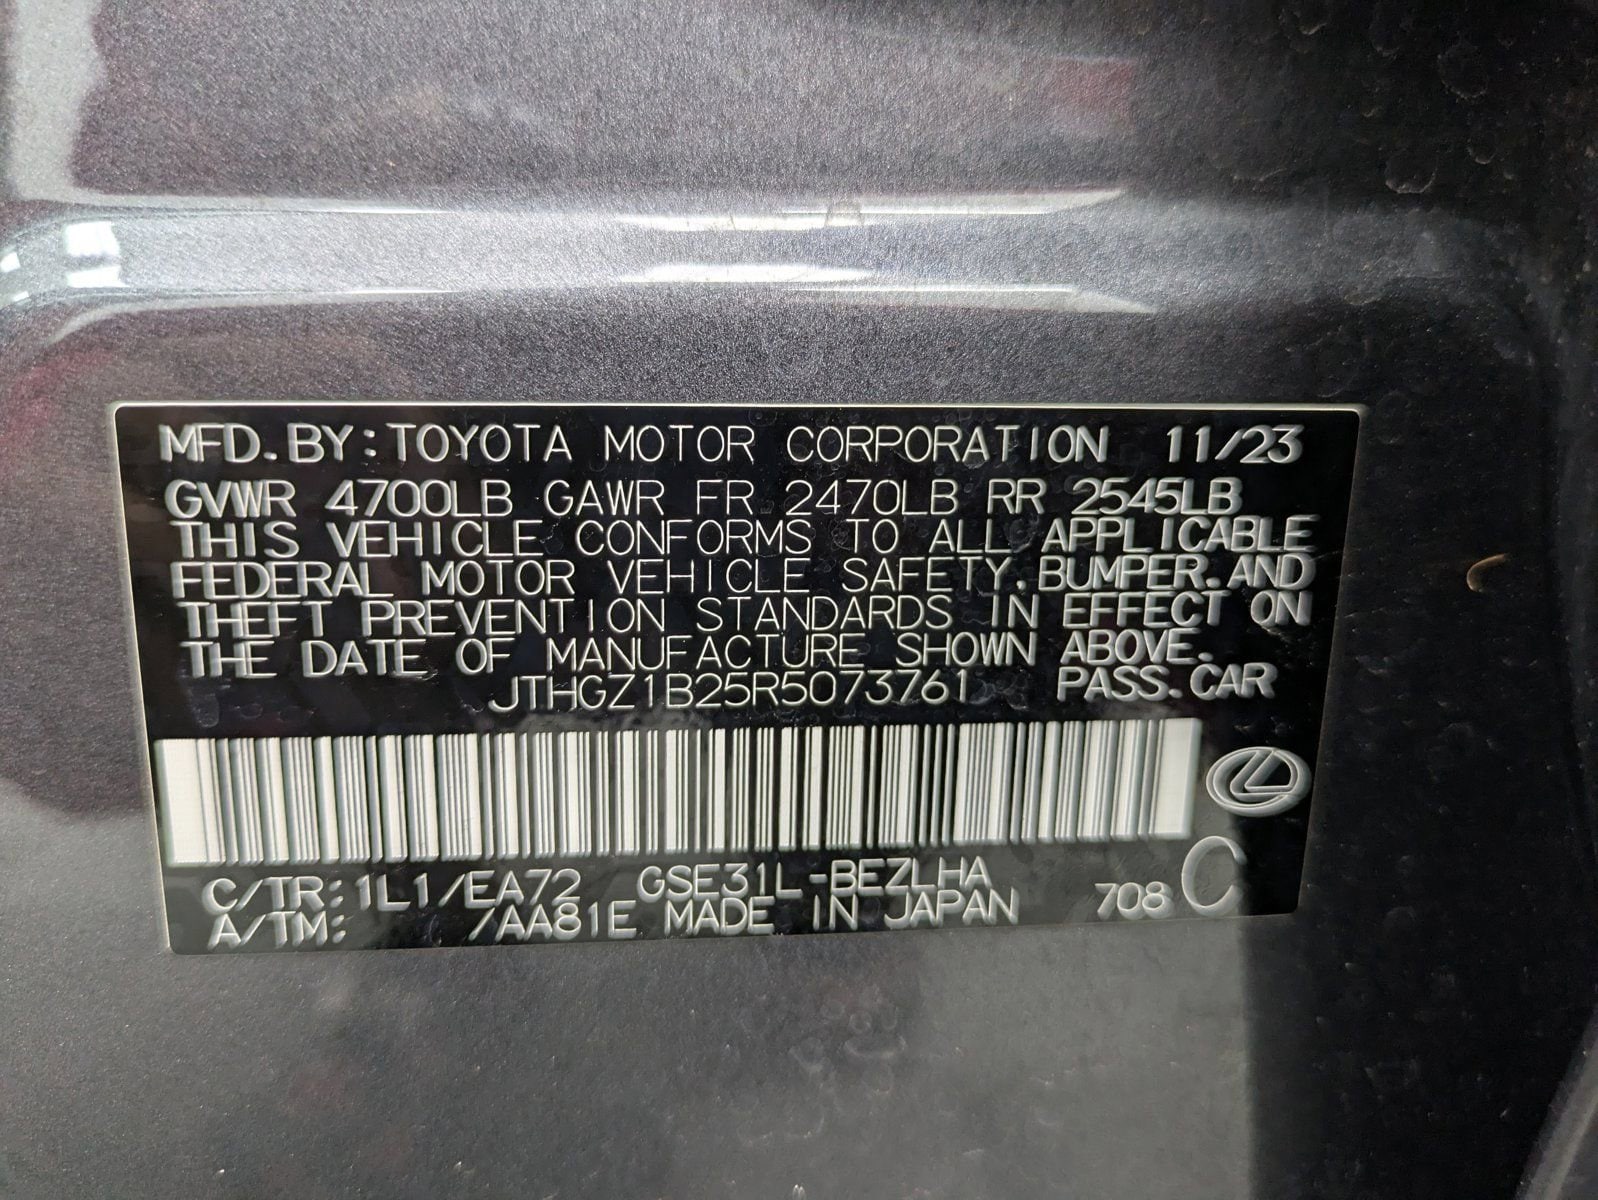 MFD.BY:TOYOTA MOTOR CORPORATION 11/23
GVWR 4700LB GAWR FR 2470LB RR 2545LB
THIS VEHICLE CONFORMS TO ALL APPLICABLE
FEDERAL MOTOR VEHICLE SAFETY,BUMPER,AND
THEFT PREVENTION STANDARDS IN EFFECT ON
THE DATE OF MANUFACTURE SHOWN ABOVE.
JTHGZ1B25R5073761 PASS.CAR
C/TR:1L1/EA72 GSE31L-BEZLHA
A/TM: /AA81E MADE IN JAPAN 708 C